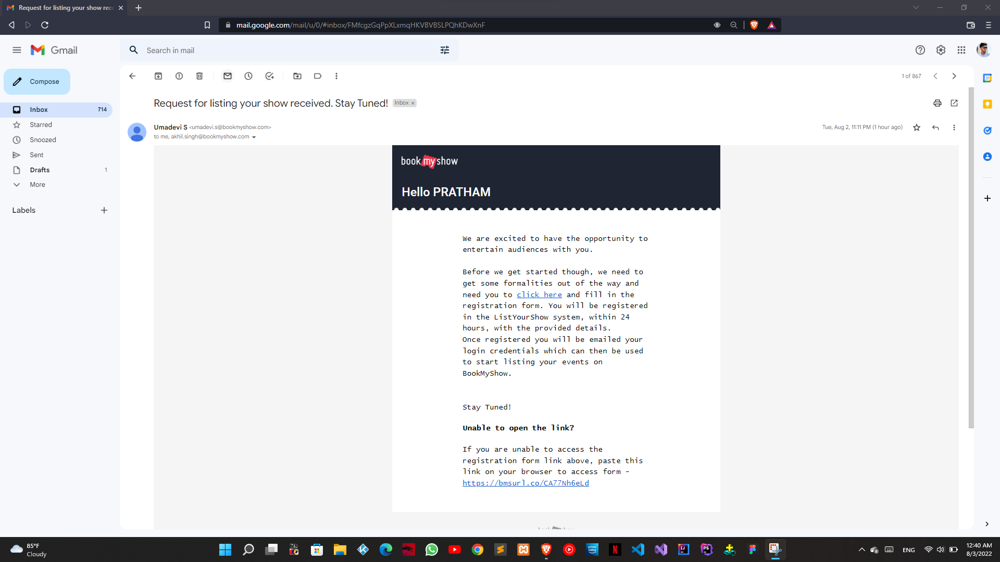 Request for listing your show rece
mail.google.com/mail/u/0/#inbox/FMfcgzGqPpXLxmqHKVBVBSLPQhKDwXnF
Gmail
Search in mail
Compose
1 of 867
Inbox 714
Starred
Snoozed
Sent
Drafts 1
More
Labels
Request for listing your show received. Stay Tuned! Inbox x
Umadevi S <umadevi.s@bookmyshow.com>
Tue, Aug 2, 11:11 PM (1 hour ago)
to me, akhil.singh@bookmyshow.com
book my show
Hello PRATHAM
We are excited to have the opportunity to
entertain audiences with you.
Before we get started though, we need to
get some formalities out of the way and
need you to click here and fill in the
registration form. You will be registered
in the ListYourShow system, within 24
hours, with the provided details.
Once registered you will be emailed your
login credentials which can then be used
to start listing your events on
BookMyShow.
Stay Tuned!
Unable to open the link?
If you are unable to access the
registration form link above, paste this
link on your browser to access form -
https://bmsurl.co/CA77Nh6eLd
85°F
Cloudy
ENG
12:40 AM
8/3/2022